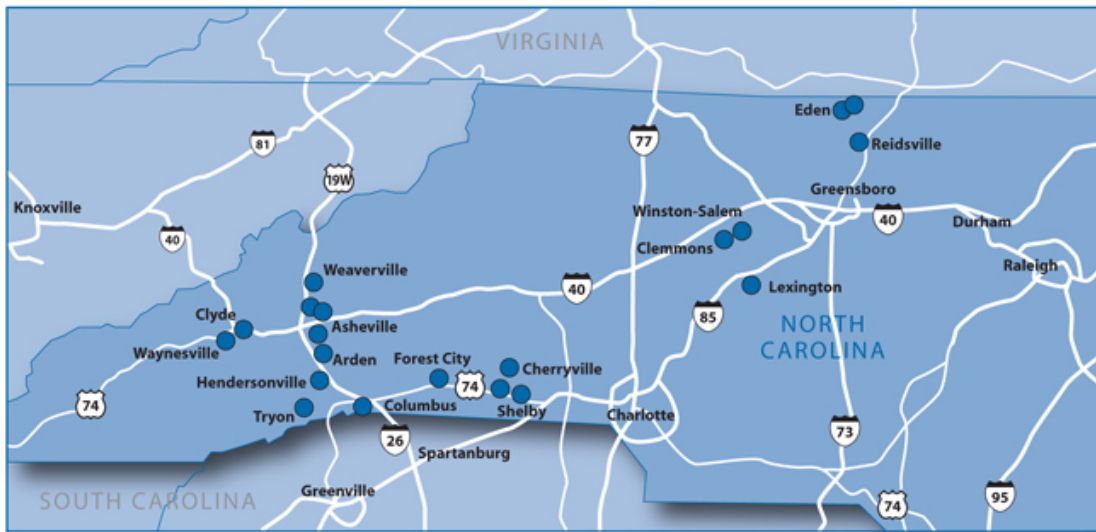 VIRGINIA
Eden
81
77
Reidsville
19W
Greensboro
Knoxville
Winston-Salem
40
40
Durham
Clemmons
Raleigh
Weaverville
40
Lexington
Clyde
85
NORTH
CAROLINA
Asheville
Waynesville
Arden
Forest City
Cherryville
Hendersonville
74
74
Columbus
Shelby
Charlotte
Tryon
73
26
Spartanburg
SOUTH CAROLINA
Greenville
74
95